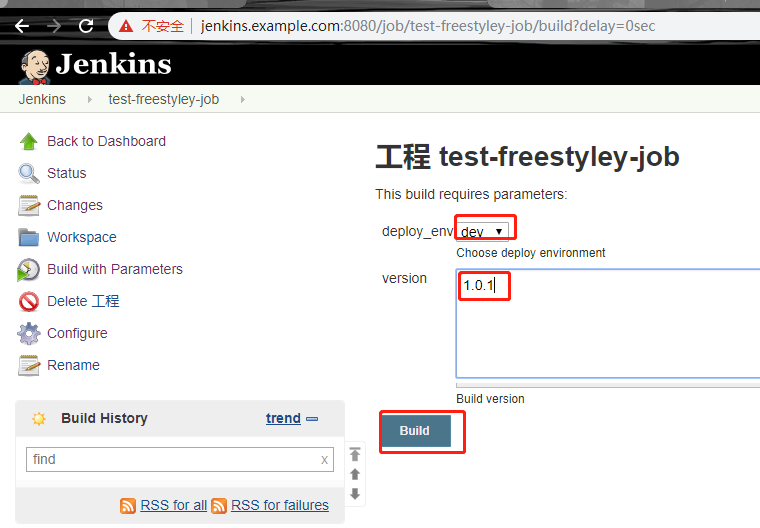 不安全 jenkins.example.com:8080/job/test-freestyley-job/build?delay=0sec
Jenkins
Jenkins test-freestyley-job
Back to Dashboard
Status
Changes
Workspace
Build with Parameters
Delete 工程
Configure
Rename
Build History trend
find x
RSS for all RSS for failures
工程 test-freestyley-job
This build requires parameters:
deploy_env dev
Choose deploy environment
version
1.0.1
Build version
Build